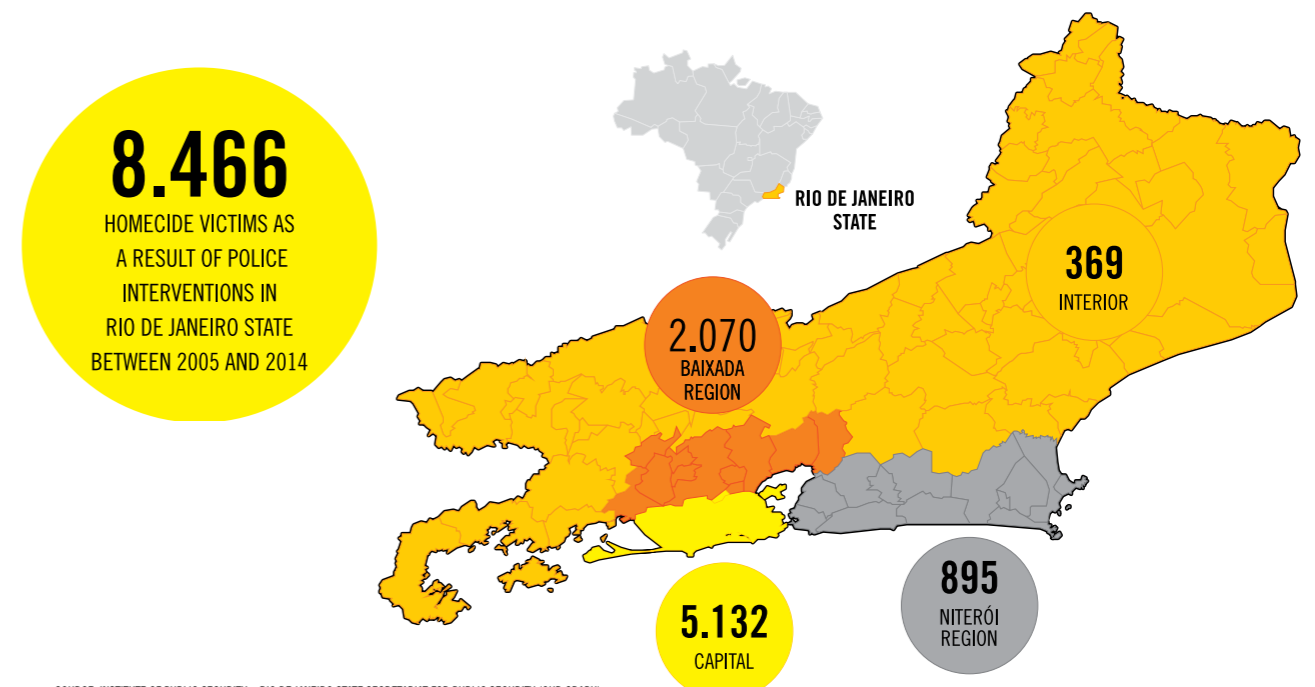 8.466
HOMECIDE VICTIMS AS
A RESULT OF POLICE
INTERVENTIONS IN
RIO DE JANEIRO STATE
BETWEEN 2005 AND 2014
RIO DE JANEIRO
STATE
369
INTERIOR
2.070
BAIXADA
REGION
895
NITERÓI
REGION
5.132
CAPITAL